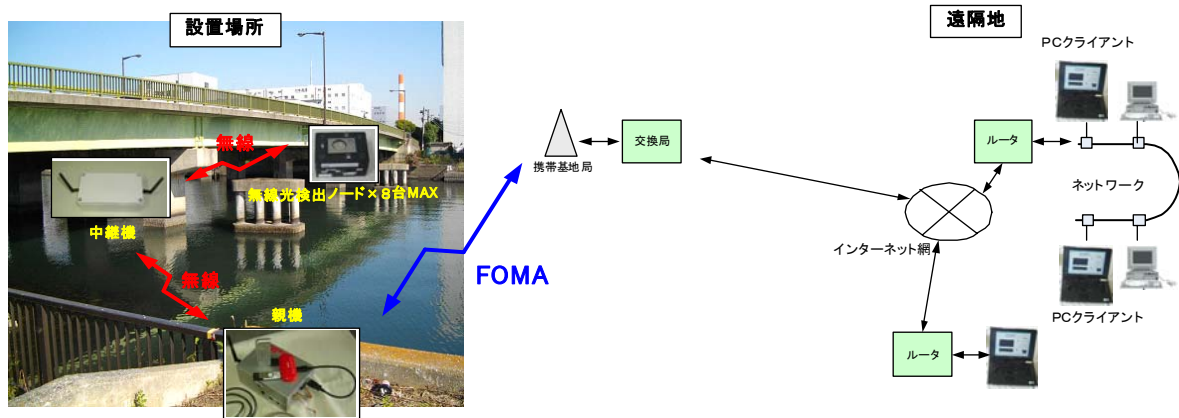 設置場所
無線
無線光検出ノード×8台MAX
中継機
無線
親機
FOMA
携帯基地局
交換局
インターネット網
遠隔地
PCクライアント
ルータ
ネットワーク
PCクライアント
ルータ